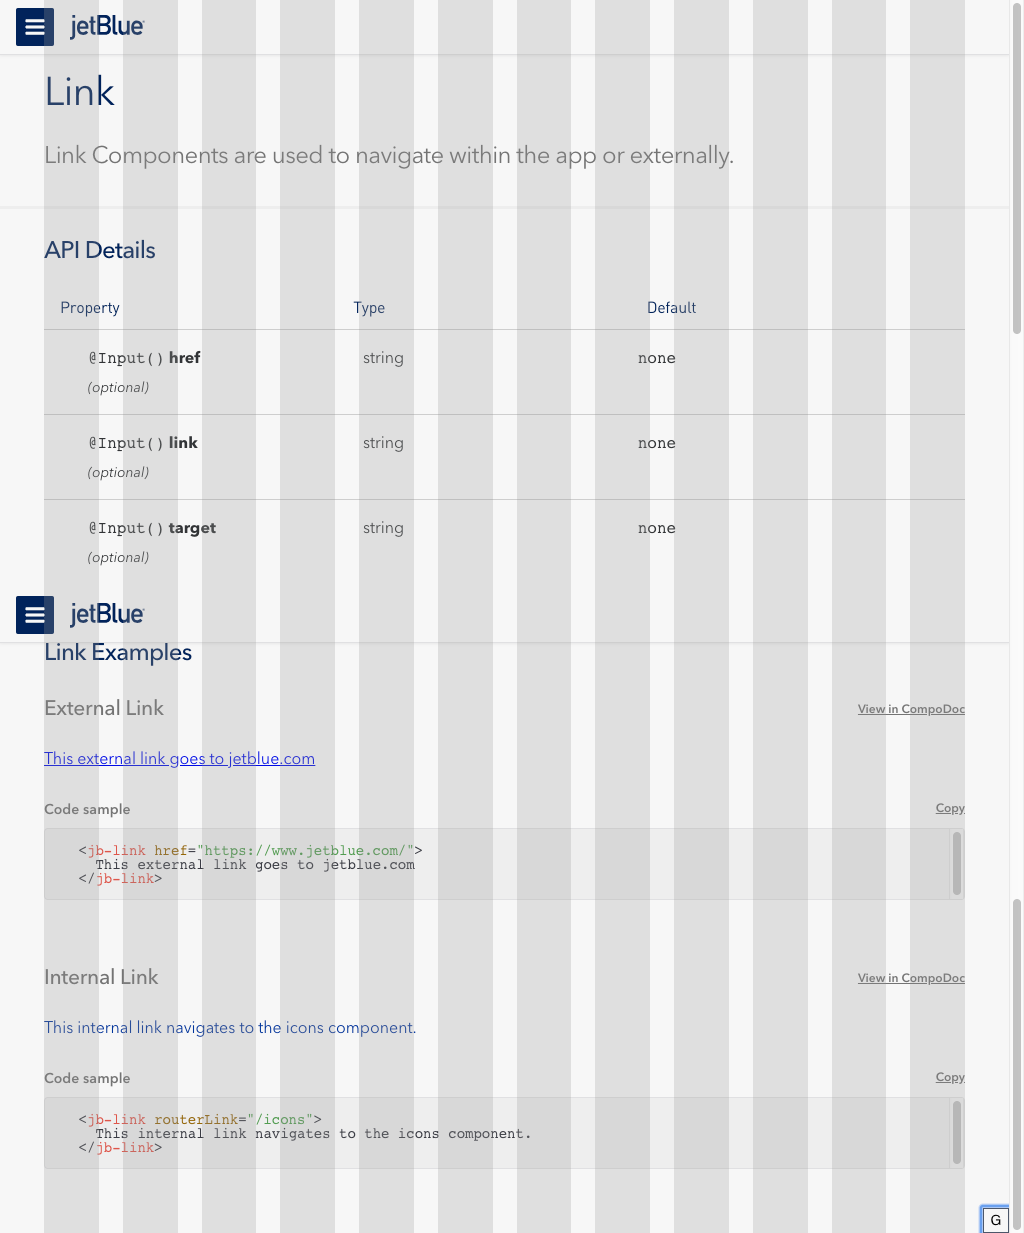 jetBlue
Link
Link Components are used to navigate within the app or externally.
API Details
Property Type Default
@Input() href string none
(optional)
@Input() link string none
(optional)
@Input() target string none
(optional)
jetBlue
Link Examples
External Link View in CompoDoc
This external link goes to jetblue.com
Code sample Copy
<jb-link href="https://www.jetblue.com/">
This external link goes to jetblue.com
</jb-link>
Internal Link View in CompoDoc
This internal link navigates to the icons component.
Code sample Copy
<jb-link routerLink="/icons">
This internal link navigates to the icons component.
</jb-link>
G